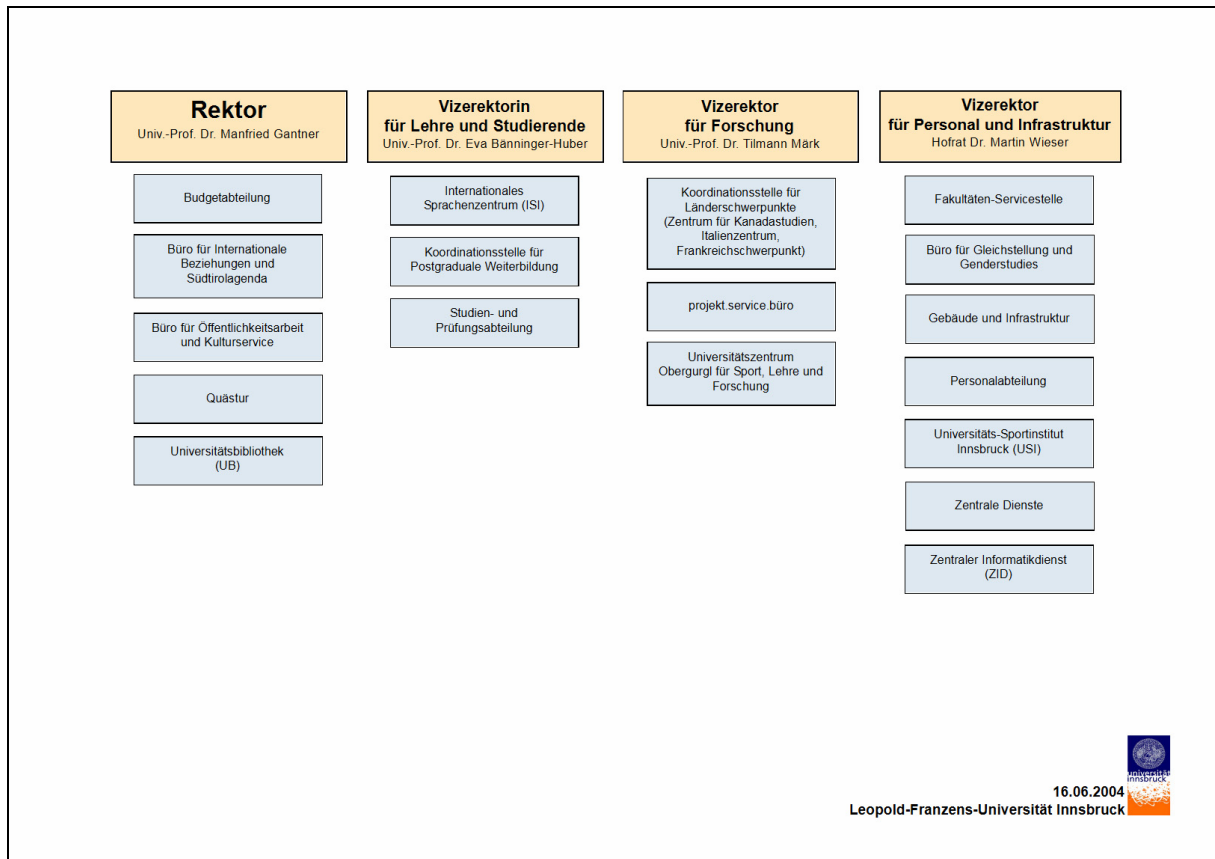 Rektor
Univ.-Prof. Dr. Manfried Gantner
Budgetabteilung
Büro für Internationale
Beziehungen und
Südtirolagenda
Büro für Öffentlichkeitsarbeit
und Kulturservice
Quästur
Universitätsbibliothek
(UB)
Vizerektorin
für Lehre und Studierende
Univ.-Prof. Dr. Eva Bänninger-Huber
Internationales
Sprachenzentrum (ISI)
Koordinationsstelle für
Postgraduale Weiterbildung
Studien- und
Prüfungsabteilung
Vizerektor
für Forschung
Univ.-Prof. Dr. Tilmann Märk
Koordinationsstelle für
Länderschwerpunkte
(Zentrum für Kanadastudien,
Italienzentrum,
Frankreichschwerpunkt)
projekt.service.büro
Universitätszentrum
Obergurgl für Sport, Lehre und
Forschung
Vizerektor
für Personal und Infrastruktur
Hofrat Dr. Martin Wieser
Fakultäten-Servicestelle
Büro für Gleichstellung und
Genderstudies
Gebäude und Infrastruktur
Personalabteilung
Universitäts-Sportinstitut
Innsbruck (USI)
Zentrale Dienste
Zentraler Informatikdienst
(ZID)
universität
innsbruck
16.06.2004
Leopold-Franzens-Universität Innsbruck